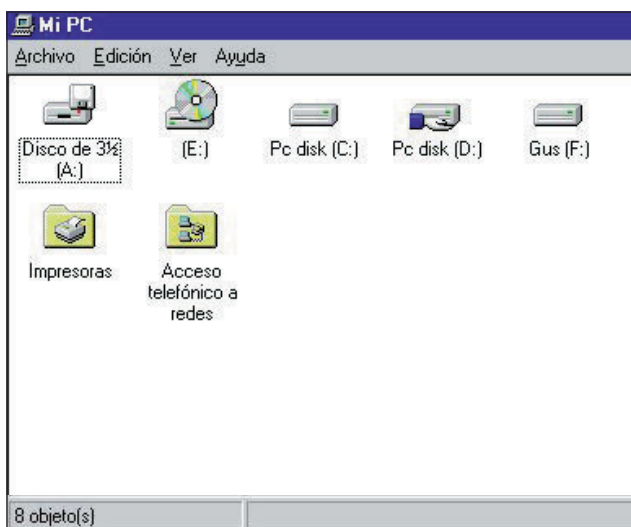 Mi PC
Archivo Edición Ver Ayuda
Disco de 3½ (E:) Pc disk (C:) Pc disk (D:) Gus (F:)
(A:)
Impresoras Acceso
telefónico a
redes
8 objeto(s)